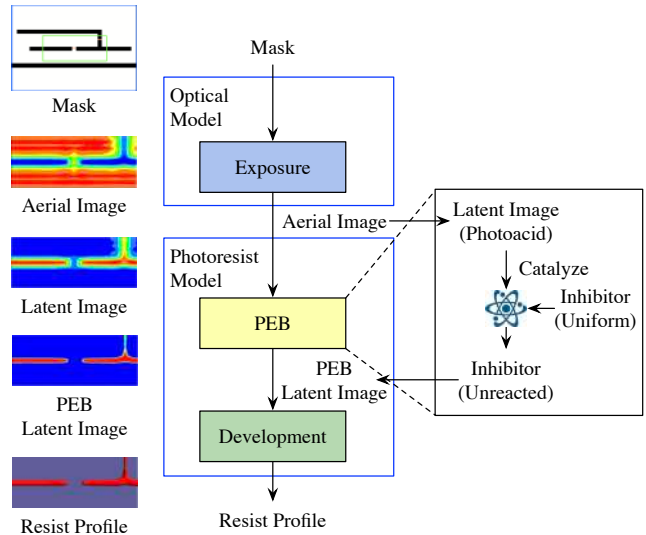 Mask
Aerial Image
Latent Image
PEB
Latent Image
Resist Profile
Mask
Optical
Model
Exposure
Aerial Image
Photoresist
Model
PEB
PEB
Latent Image
Development
Resist Profile
Latent Image
(Photoacid)
Catalyze
Inhibitor
(Uniform)
Inhibitor
(Unreacted)